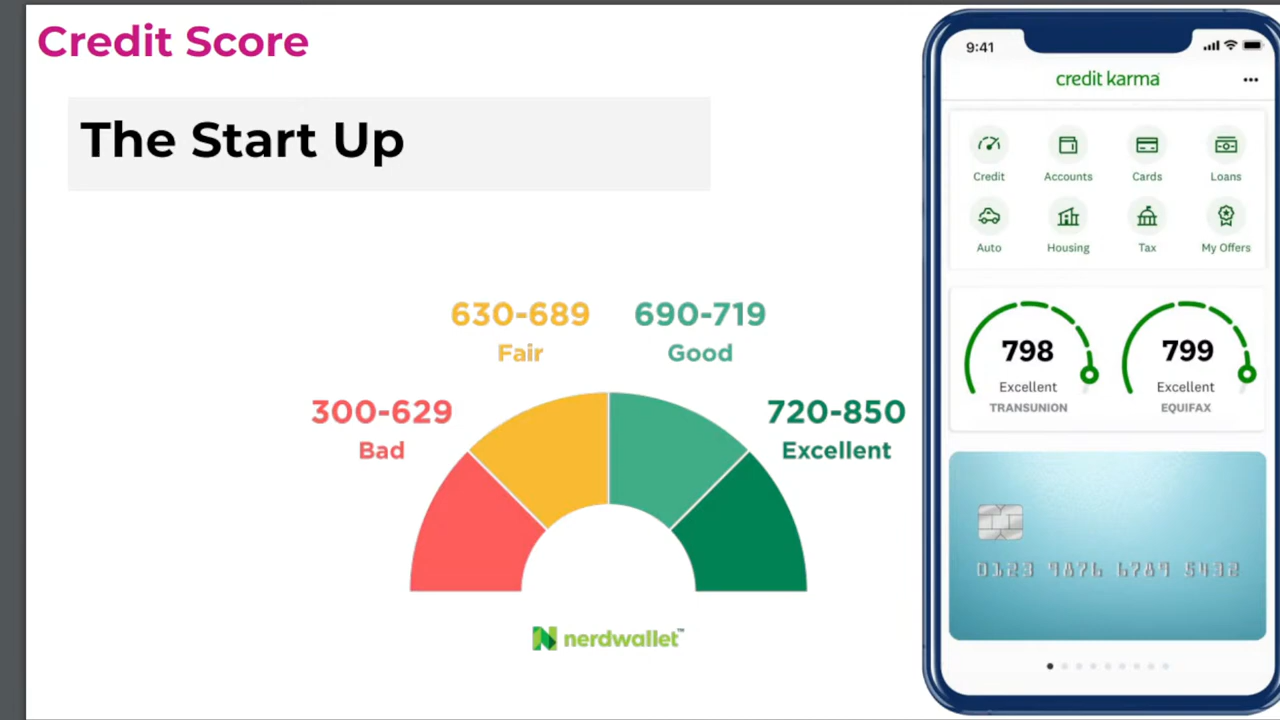 Credit Score
The Start Up
630-689
Fair
690-719
Good
300-629
Bad
720-850
Excellent
nerdwallet™
9:41
credit karma
Credit
Accounts
Cards
Loans
Auto
Housing
Tax
My Offers
798
Excellent
TRANSUNION
799
Excellent
EQUIFAX
0123 9876 6789 5432